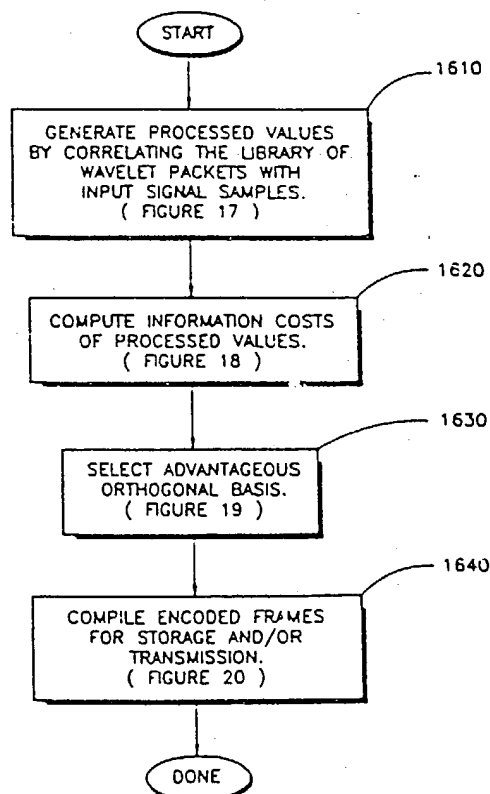 START
1610
GENERATE PROCESSED VALUES
BY CORRELATING THE LIBRARY OF
WAVELET PACKETS WITH
INPUT SIGNAL SAMPLES.
( FIGURE 17 )
1620
COMPUTE INFORMATION COSTS
OF PROCESSED VALUES.
( FIGURE 18 )
1630
SELECT ADVANTAGEOUS
ORTHOGONAL BASIS.
( FIGURE 19 )
1640
COMPILE ENCODED FRAMES
FOR STORAGE AND/OR
TRANSMISSION.
( FIGURE 20 )
DONE